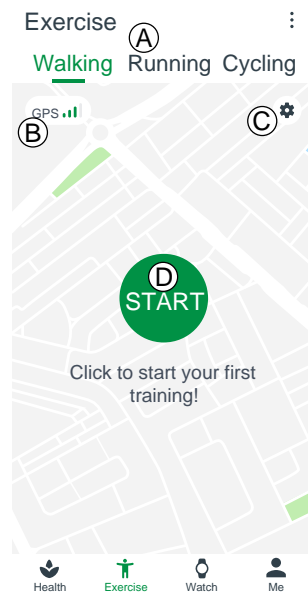 Exercise
A
Walking Running Cycling
GPS
B
C
D
START
Click to start your first
training!
Health Exercise Watch Me